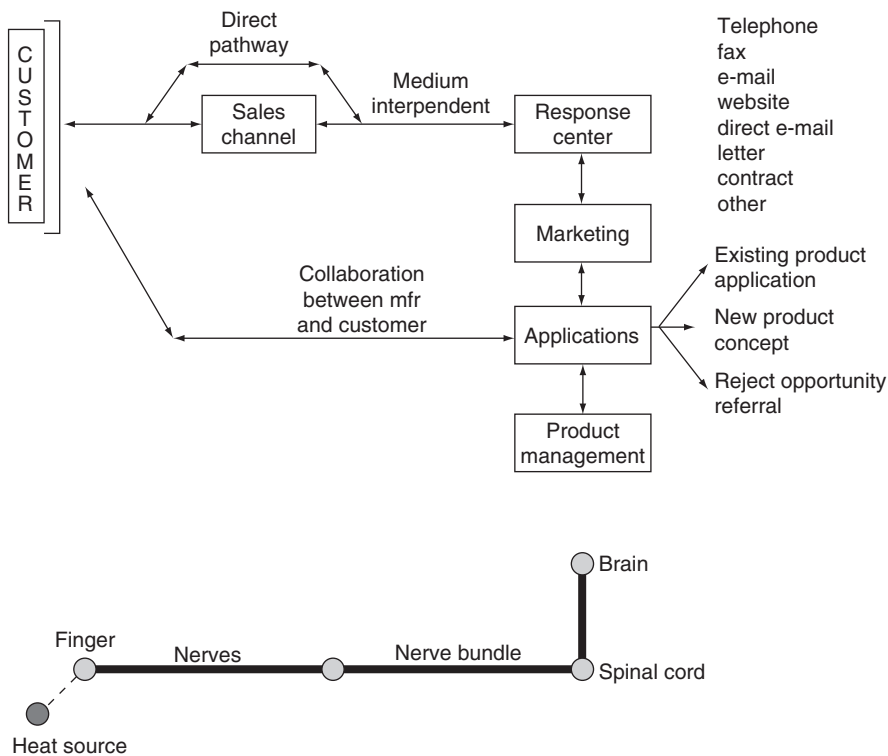 CUSTOMER
Direct
pathway
Sales
channel
Medium
interpendent
Response
center
Telephone
fax
e-mail
website
direct e-mail
letter
contract
other
Marketing
Collaboration
between mfr
and customer
Applications
Existing product
application
New product
concept
Reject opportunity
referral
Product
management
Brain
Finger
Nerves
Nerve bundle
Spinal cord
Heat source